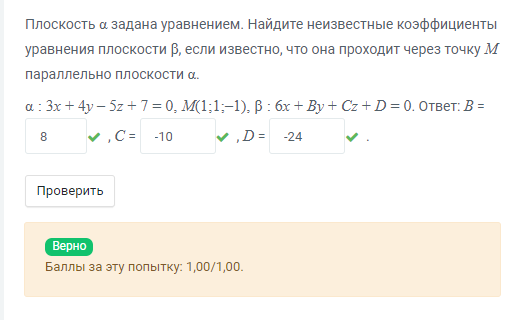 Плоскость α задана уравнением. Найдите неизвестные коэффициенты
уравнения плоскости β, если известно, что она проходит через точку M
параллельно плоскости α.
α : 3x + 4y – 5z + 7 = 0, M(1;1;–1), β : 6x + By + Cz + D = 0. Ответ: B =
8 ✔ , C = -10 ✔ , D = -24 ✔ .
Проверить
Верно
Баллы за эту попытку: 1,00/1,00.